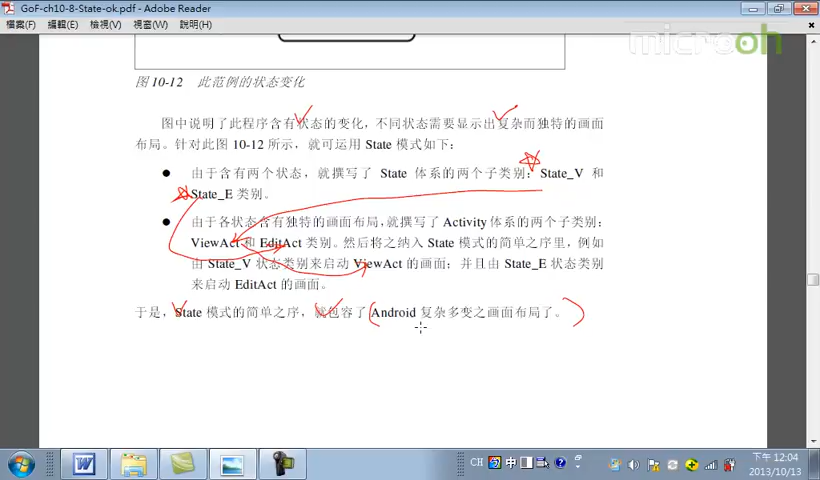 GoF-ch10-8-State-ok.pdf - Adobe Reader
檔案(F) 編輯(E) 檢視(V) 視窗(W) 說明(H)
microoh
图 10-12 此范例的状态变化
图中说明了此程序含有状态的变化，不同状态需要显示出复杂而独特的画面
布局。针对此图 10-12 所示，就可运用 State 模式如下：
● 由于含有两个状态，就撰写了 State 体系的两个子类别：State_V 和
State_E 类别。
● 由于各状态含有独特的画面布局，就撰写了 Activity 体系的两个子类别：
ViewAct 和 EditAct 类别。然后将之纳入 State 模式的简单之序里，例如
由 State_V 状态类别来启动 ViewAct 的画面；并且由 State_E 状态类别
来启动 EditAct 的画面。
于是，State 模式的简单之序，就包容了 Android 复杂多变之画面布局了。
CH 中
下午 12:04
2013/10/13